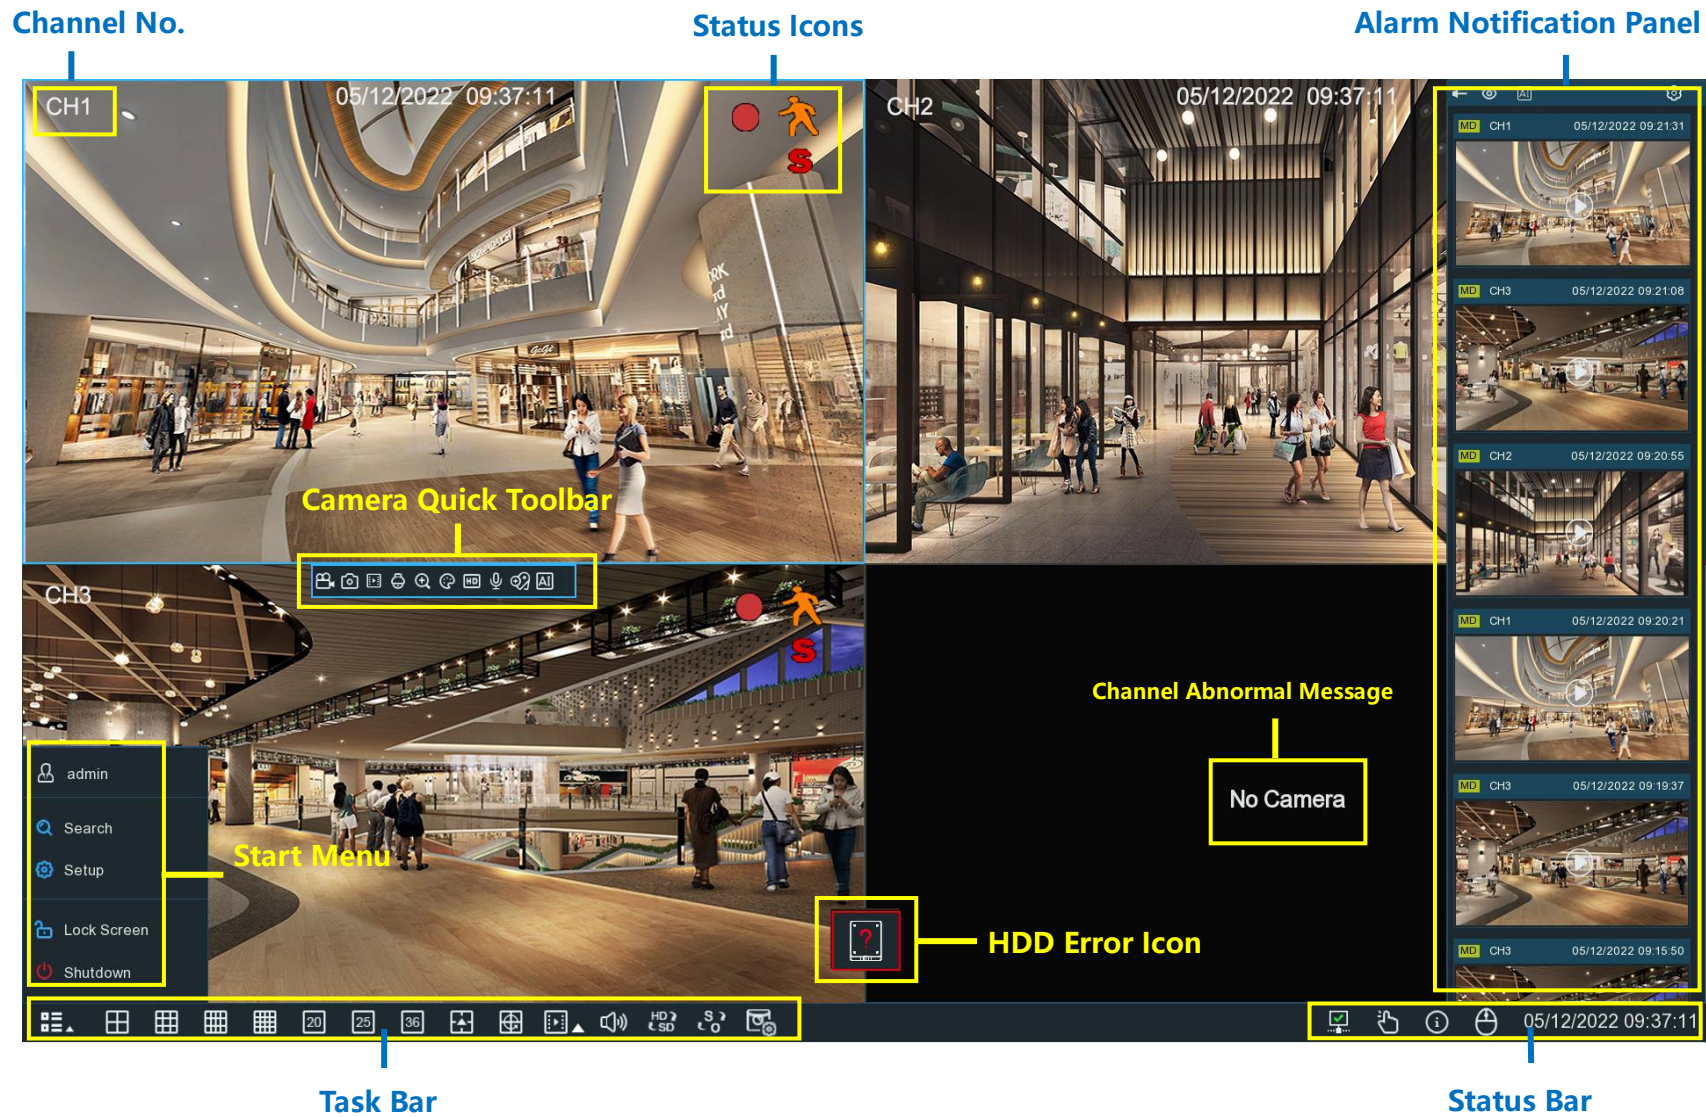 Channel No.
Status Icons
Alarm Notification Panel
CH1
05/12/2022 09:37:11
S
CH2
05/12/2022 09:37:11
AI
MD CH1 05/12/2022 09:21:31
MD CH3 05/12/2022 09:21:08
MD CH2 05/12/2022 09:20:55
MD CH1 05/12/2022 09:20:21
MD CH3 05/12/2022 09:19:37
MD CH3 05/12/2022 09:15:50
GiGi
Camera Quick Toolbar
HD
AI
CH3
S
Channel Abnormal Message
No Camera
admin
Search
Setup
Lock Screen
Shutdown
Start Menu
?
HDD Error Icon
20
25
36
HD
SD
S
O
05/12/2022 09:37:11
Task Bar
Status Bar